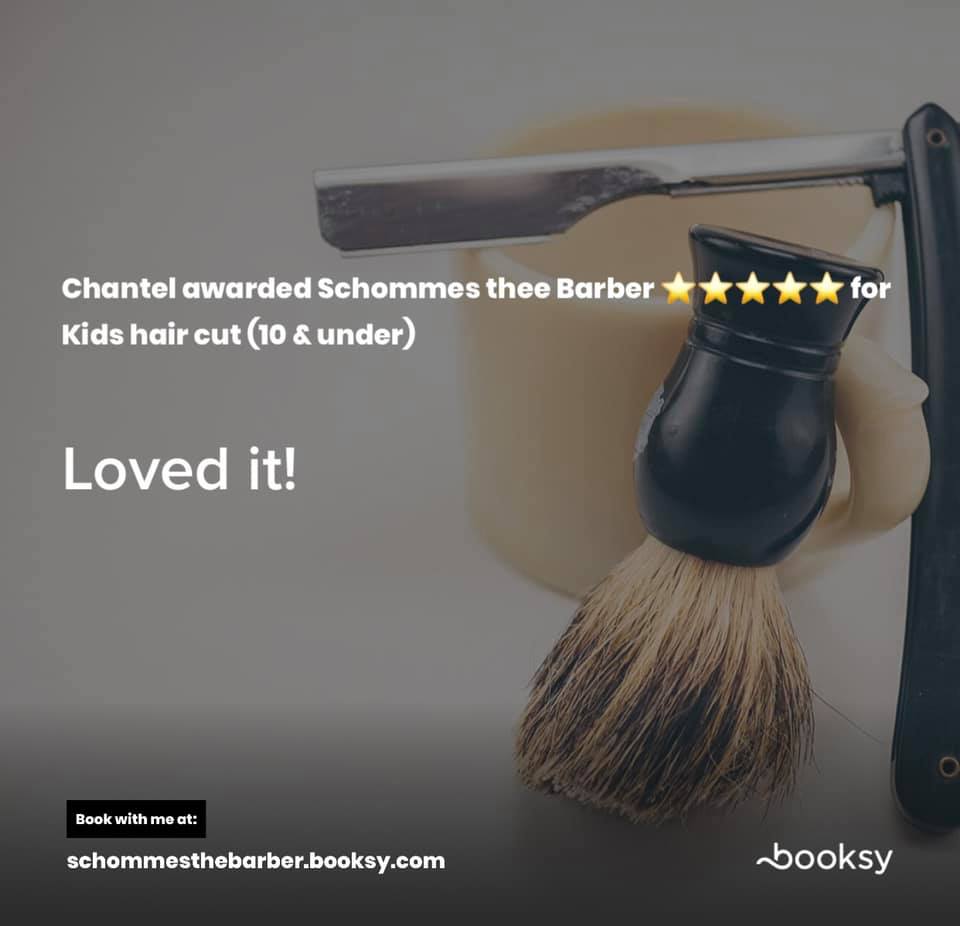 Chantel awarded Schommes thee Barber ⭐⭐⭐⭐⭐ for
Kids hair cut (10 & under)
Loved it!
Book with me at:
schommesthebarber.booksy.com
booksy